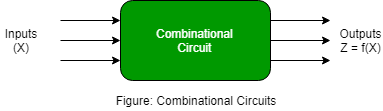 Inputs
(X)
Combinational
Circuit
Outputs
Z = f(X)
Figure: Combinational Circuits